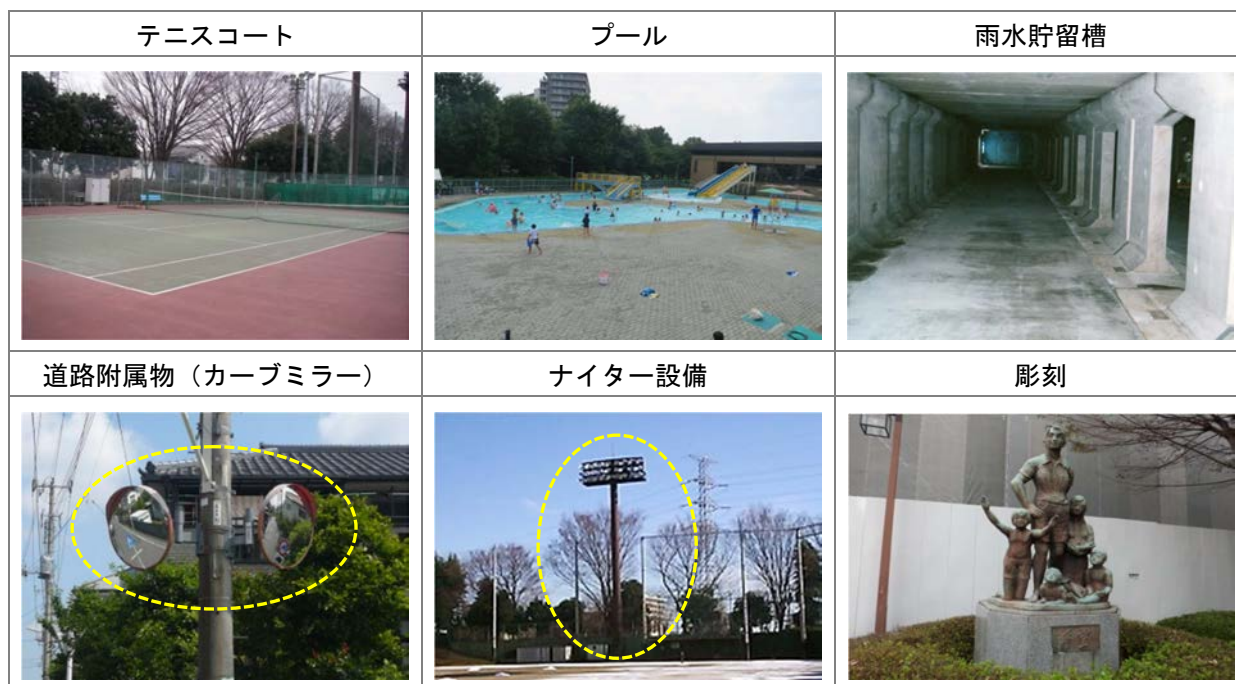 テニスコート
プール
雨水貯留槽
道路附属物（カーブミラー）
ナイター設備
彫刻